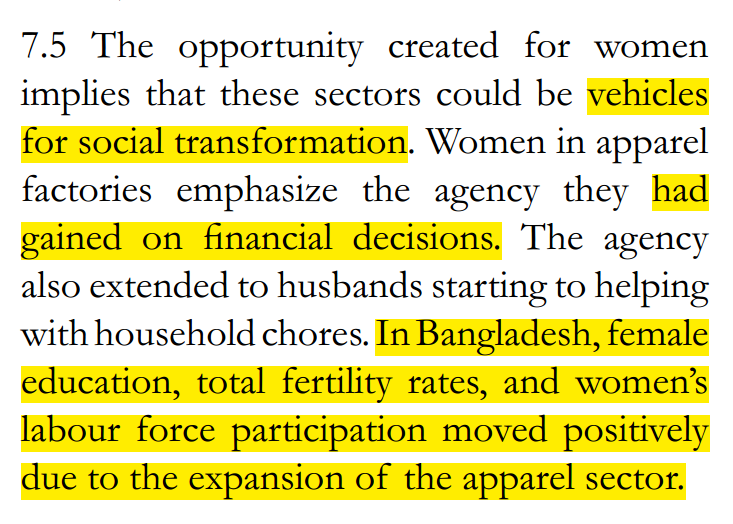 7.5 The opportunity created for women
implies that these sectors could be vehicles
for social transformation. Women in apparel
factories emphasize the agency they had
gained on financial decisions. The agency
also extended to husbands starting to helping
with household chores. In Bangladesh, female
education, total fertility rates, and women’s
labour force participation moved positively
due to the expansion of the apparel sector.